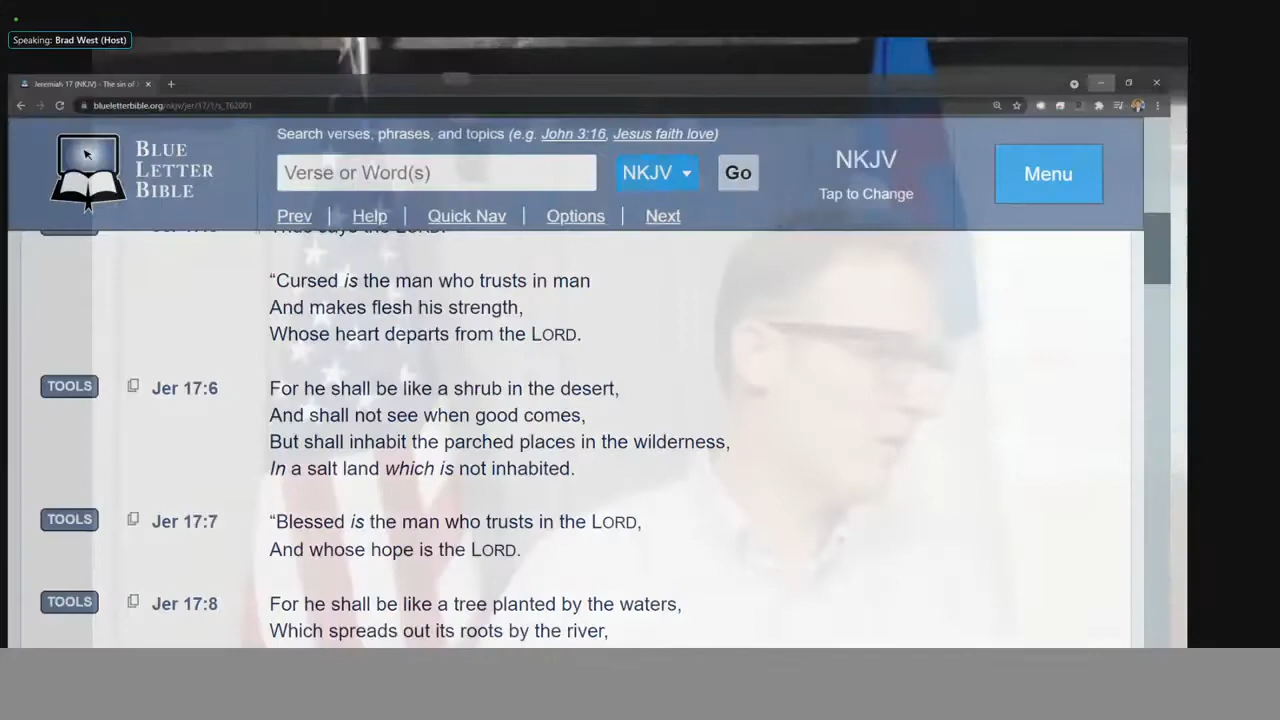 Speaking: Brad West (Host)
Jeremiah 17 (NKJV) - The sin of
blueletterbible.org/nkjv/jer/17/1/s_762001
BLUE LETTER BIBLE
Search verses, phrases, and topics (e.g. John 3:16, Jesus faith love)
Verse or Word(s)
NKJV
Go
NKJV
Tap to Change
Menu
Prev | Help | Quick Nav | Options | Next
Thus says the LORD:
“Cursed is the man who trusts in man
And makes flesh his strength,
Whose heart departs from the LORD.
TOOLS Jer 17:6 For he shall be like a shrub in the desert,
And shall not see when good comes,
But shall inhabit the parched places in the wilderness,
In a salt land which is not inhabited.
TOOLS Jer 17:7 “Blessed is the man who trusts in the LORD,
And whose hope is the LORD.
TOOLS Jer 17:8 For he shall be like a tree planted by the waters,
Which spreads out its roots by the river,